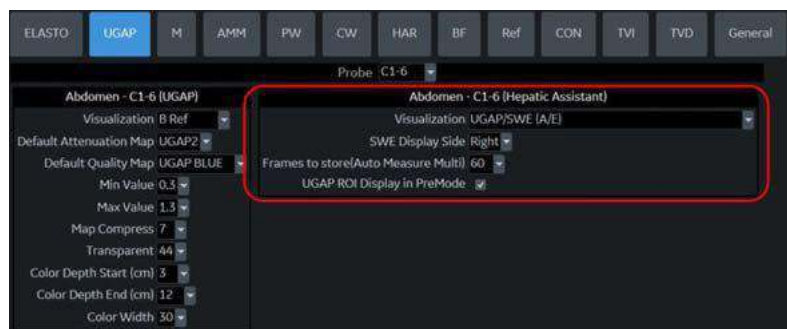 ELASTO UGAP M AMM PW CW HAR BF Ref CON TVI TVD General
Probe C1-6
Abdomen - C1-6 (UGAP)
Visualization B Ref
Default Attenuation Map UGAP2
Default Quality Map UGAP BLUE
Min Value 0.3
Max Value 1.3
Map Compress 7
Transparent 44
Color Depth Start (cm) 3
Color Depth End (cm) 12
Color Width 30
Abdomen - C1-6 (Hepatic Assistant)
Visualization UGAP/SWE (A/E)
SWE Display Side Right
Frames to store(Auto Measure Multi) 60
UGAP ROI Display in PreMode